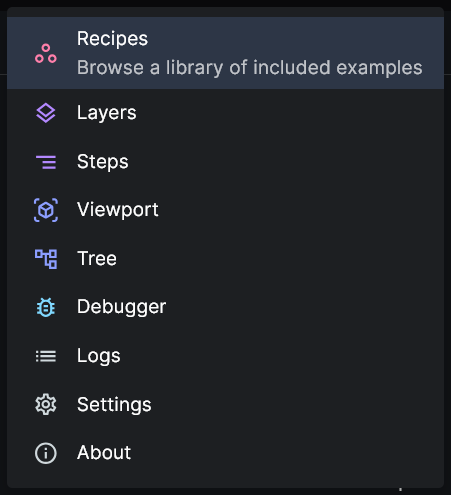 Recipes
Browse a library of included examples
Layers
Steps
Viewport
Tree
Debugger
Logs
Settings
About